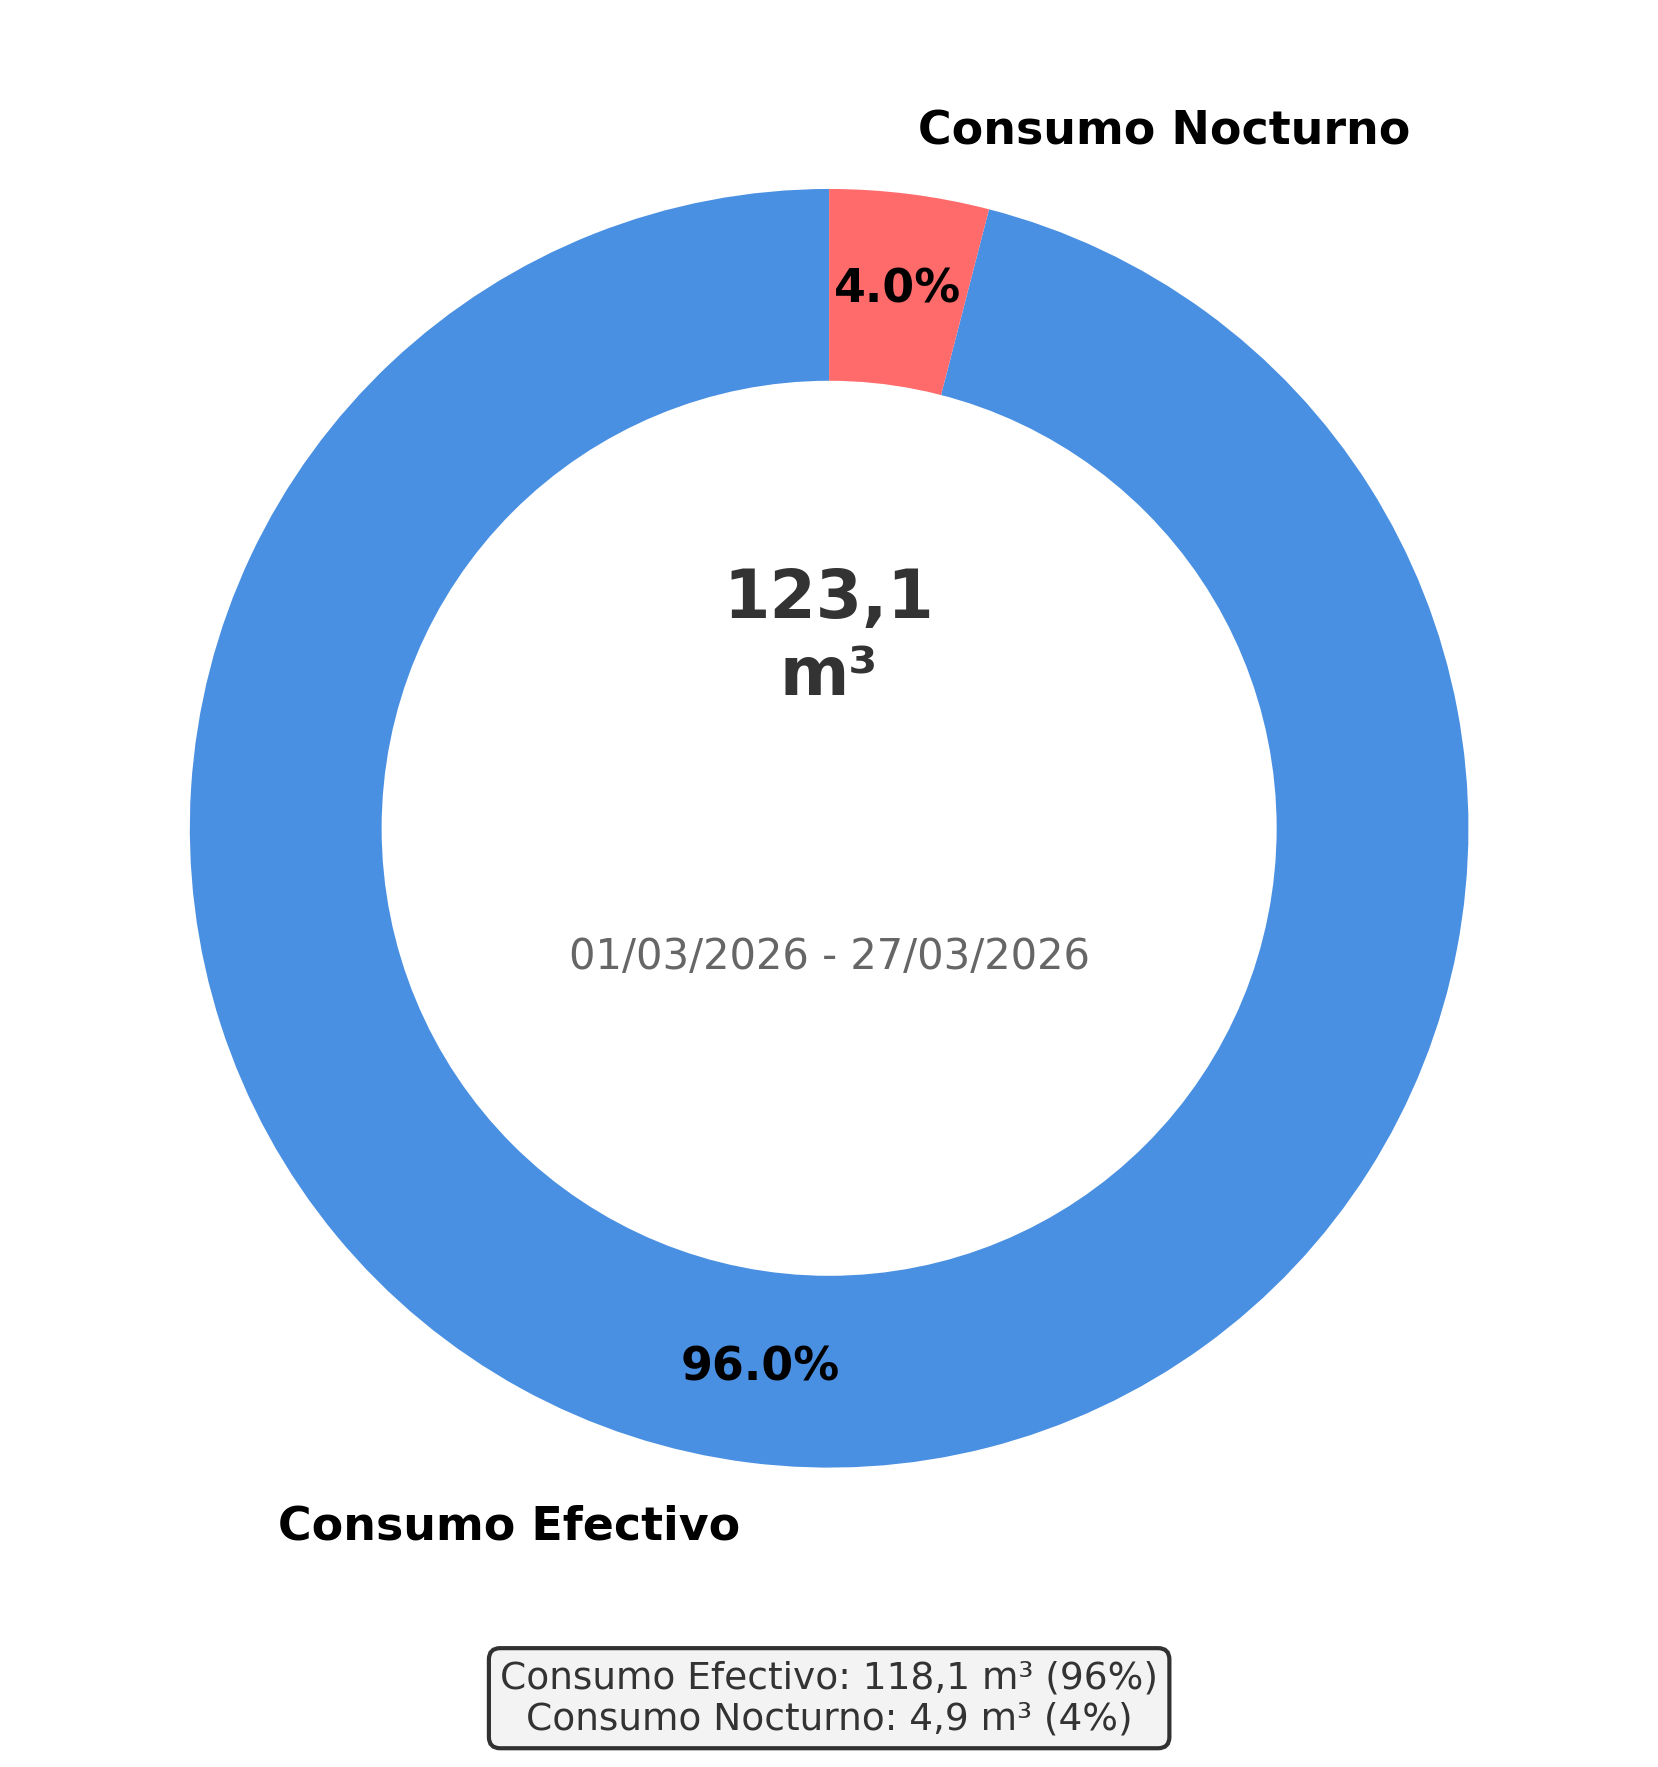 Consumo Nocturno
4.0%
123,1
m³
01/03/2026 - 27/03/2026
96.0%
Consumo Efectivo
Consumo Efectivo: 118,1 m³ (96%)
Consumo Nocturno: 4,9 m³ (4%)